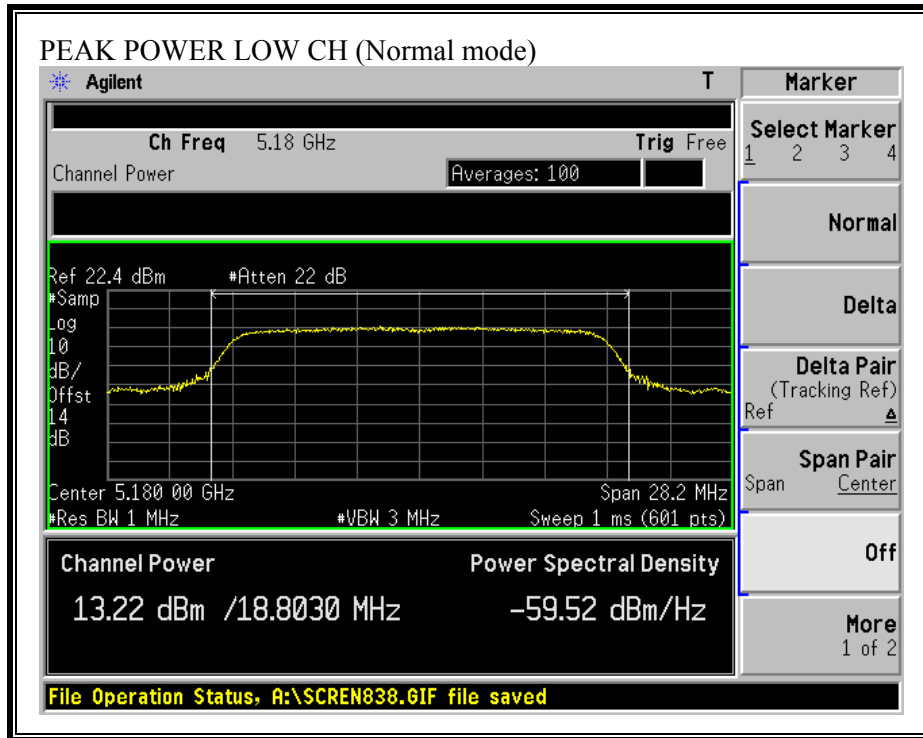 PEAK POWER LOW CH (Normal mode)
Agilent T
Ch Freq 5.18 GHz Trig Free
Channel Power Averages: 100
Ref 22.4 dBm #Atten 22 dB
#Samp
Log
10
dB/
Offst
14
dB
Center 5.180 00 GHz Span 28.2 MHz
#Res BW 1 MHz #VBW 3 MHz Sweep 1 ms (601 pts)
Channel Power Power Spectral Density
13.22 dBm /18.8030 MHz -59.52 dBm/Hz
File Operation Status, A:\SCREN838.GIF file saved
Marker
Select Marker
1 2 3 4
Normal
Delta
Delta Pair
(Tracking Ref)
Ref Δ
Span Pair
Span Center
Off
More
1 of 2